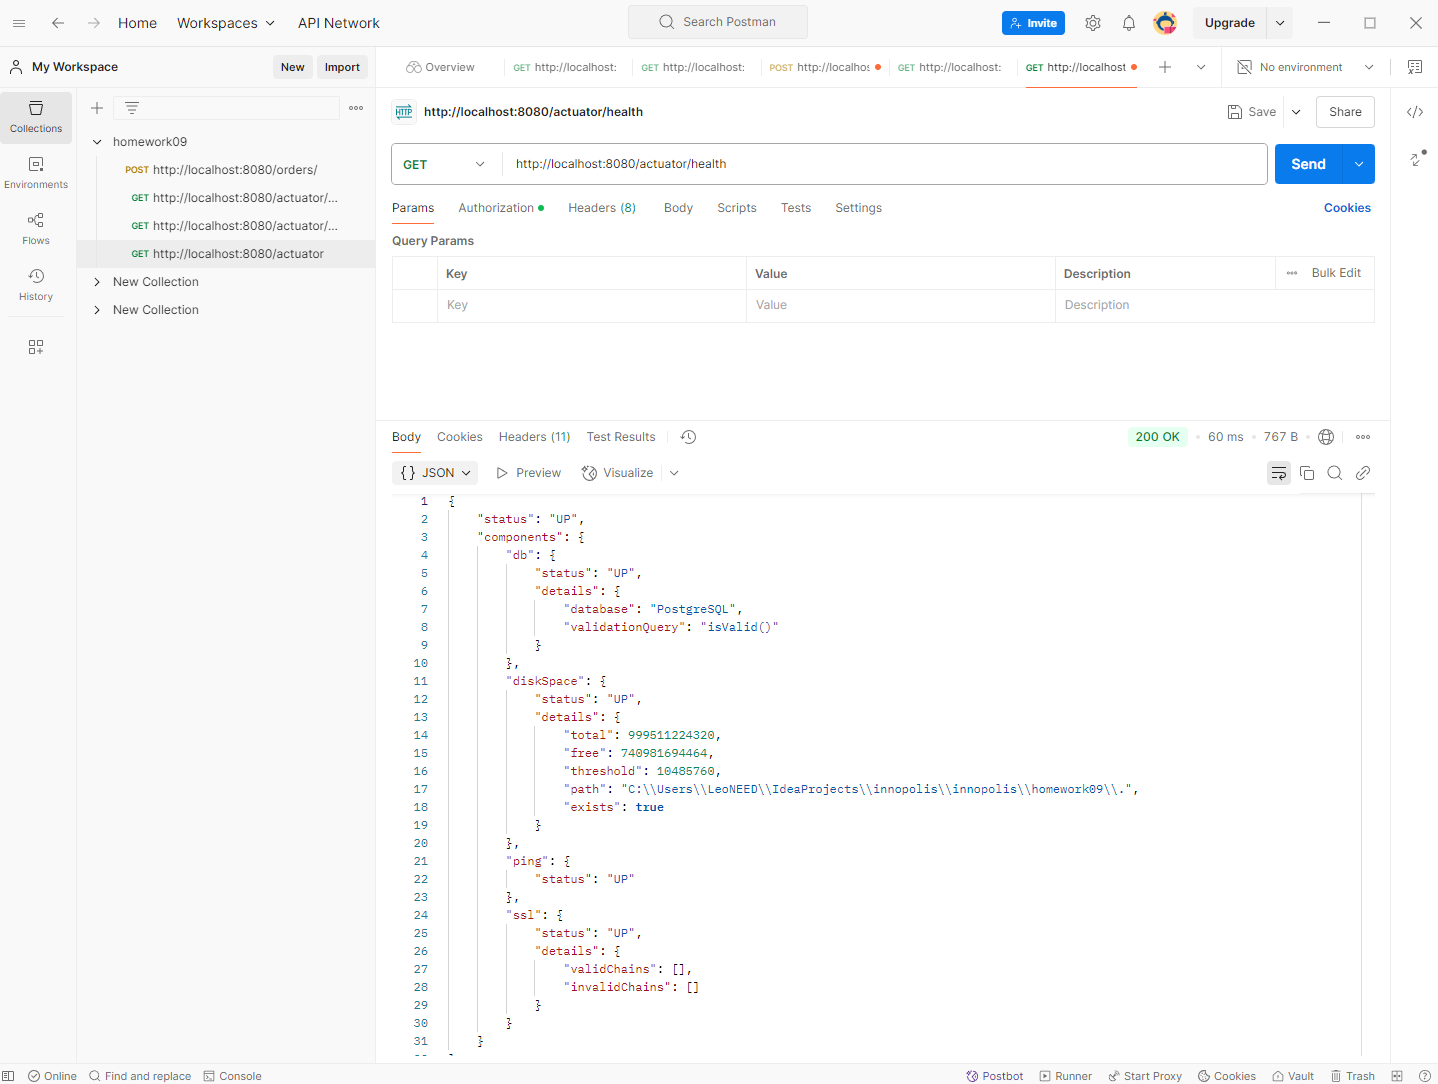 Home Workspaces API Network Search Postman Invite Upgrade
My Workspace New Import Overview GET http://localhost: GET http://localhost: POST http://localhos GET http://localhost: GET http://localhost No environment
Collections
Environments
Flows
History
homework09
POST http://localhost:8080/orders/
GET http://localhost:8080/actuator/...
GET http://localhost:8080/actuator/...
GET http://localhost:8080/actuator
New Collection
New Collection
HTTP http://localhost:8080/actuator/health Save Share
GET http://localhost:8080/actuator/health Send
Params Authorization Headers (8) Body Scripts Tests Settings Cookies
Query Params
Key Value Description Bulk Edit
Key Value Description
Body Cookies Headers (11) Test Results 200 OK 60 ms 767 B
{} JSON Preview Visualize
1 {
2 "status": "UP",
3 "components": {
4 "db": {
5 "status": "UP",
6 "details": {
7 "database": "PostgreSQL",
8 "validationQuery": "isValid()"
9 }
10 },
11 "diskSpace": {
12 "status": "UP",
13 "details": {
14 "total": 999511224320,
15 "free": 740981694464,
16 "threshold": 10485760,
17 "path": "C:\\Users\\LeoNEED\\IdeaProjects\\innopolis\\innopolis\\homework09\\.",
18 "exists": true
19 }
20 },
21 "ping": {
22 "status": "UP"
23 },
24 "ssl": {
25 "status": "UP",
26 "details": {
27 "validChains": [],
28 "invalidChains": []
29 }
30 }
31 }
Online Find and replace Console Postbot Runner Start Proxy Cookies Vault Trash